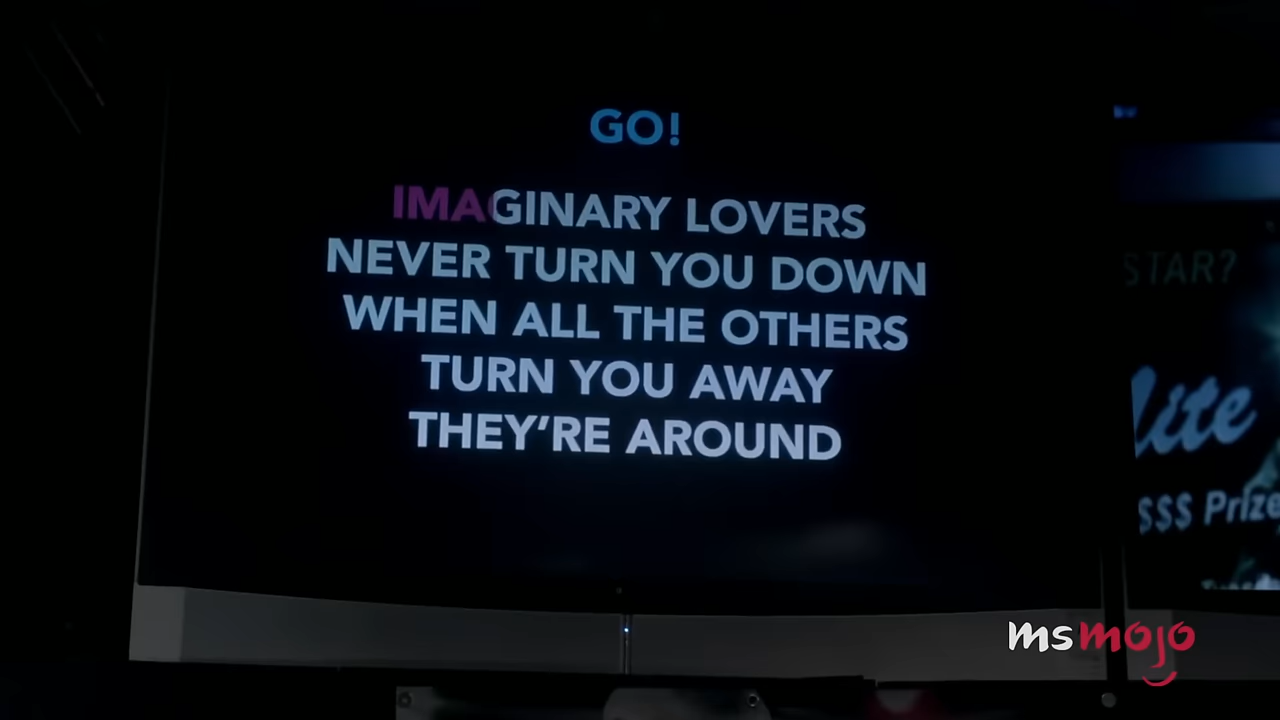 GO!
IMAGINARY LOVERS
NEVER TURN YOU DOWN
WHEN ALL THE OTHERS
TURN YOU AWAY
THEY'RE AROUND
STAR?
$$$ Prize
msmojo